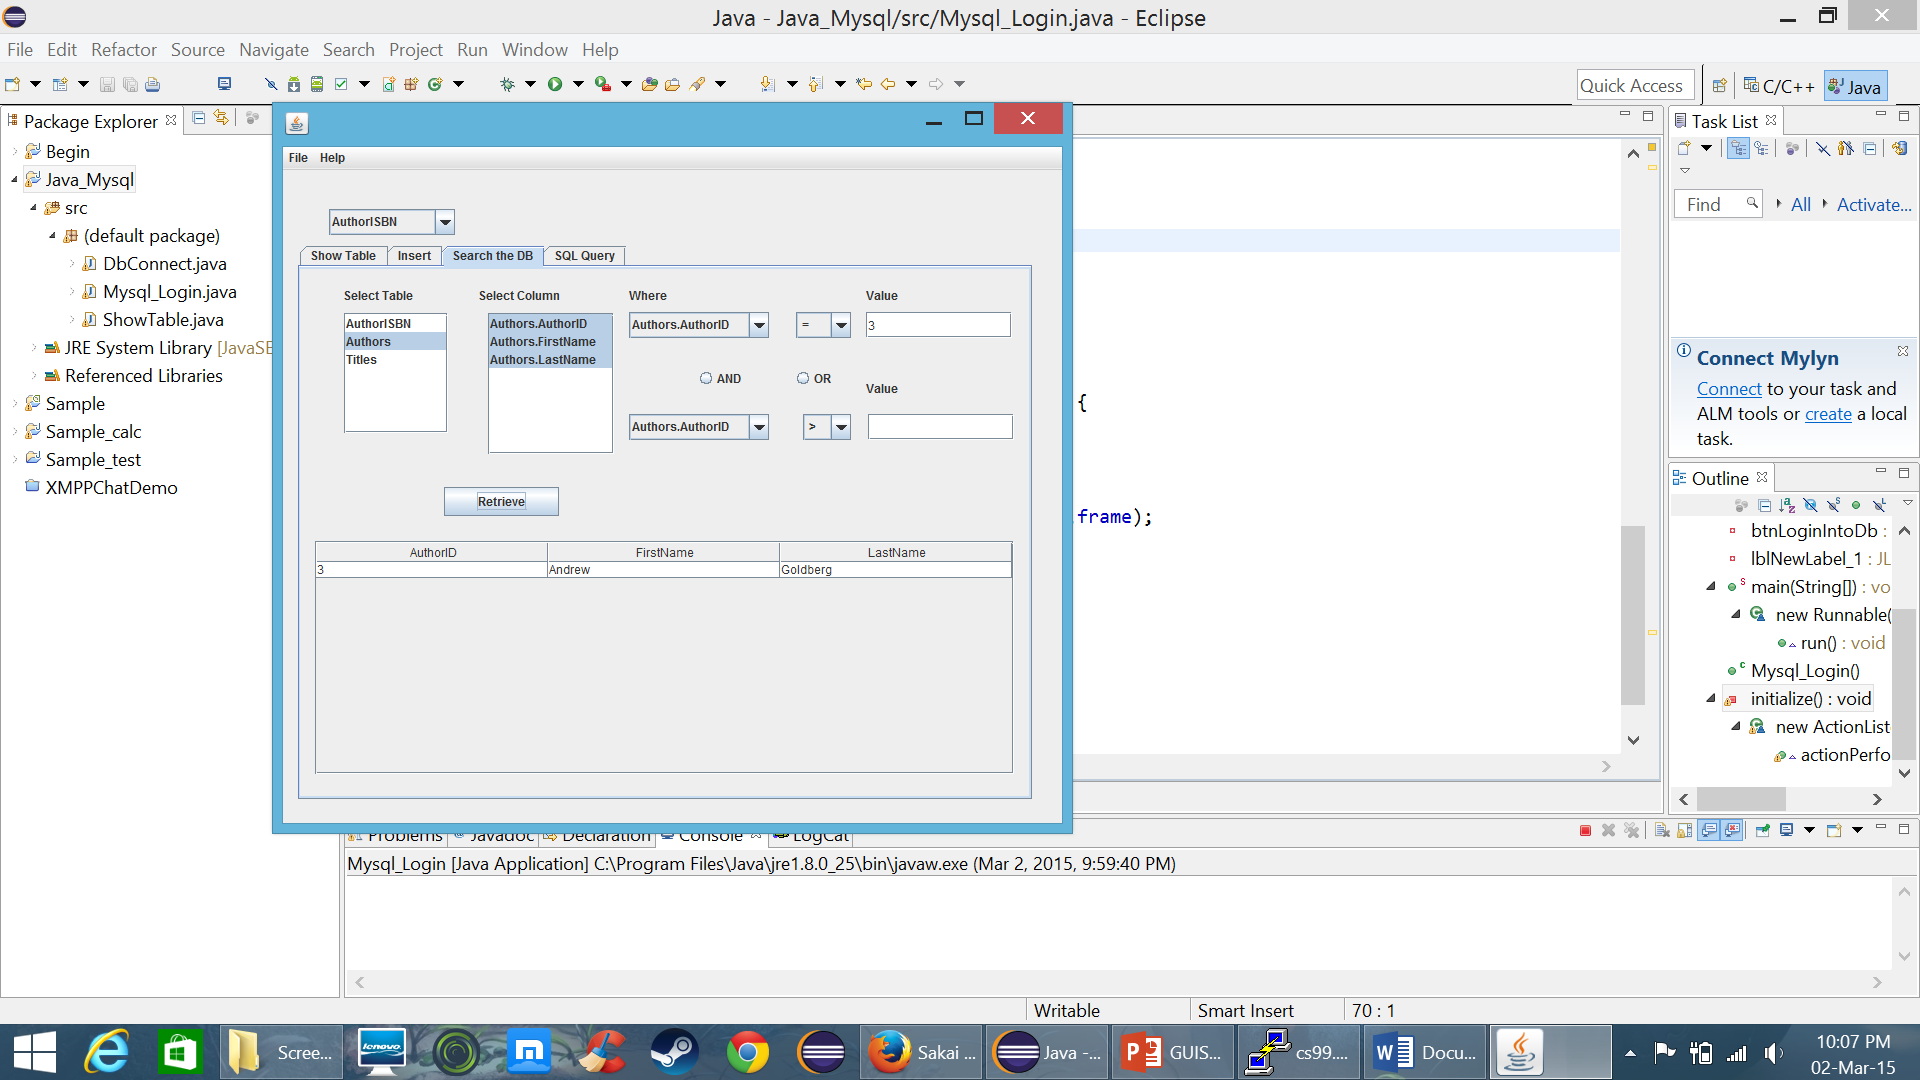 Java - Java_Mysql/src/Mysql_Login.java - Eclipse
File Edit Refactor Source Navigate Search Project Run Window Help
Quick Access
C/C++
Java
Package Explorer
Begin
Java_Mysql
src
(default package)
DbConnect.java
Mysql_Login.java
ShowTable.java
JRE System Library [JavaSE
Referenced Libraries
Sample
Sample_calc
Sample_test
XMPPChatDemo
File Help
AuthorISBN
Show Table Insert Search the DB SQL Query
Select Table Select Column Where Value
AuthorISBN
Authors
Titles
Authors.AuthorID
Authors.FirstName
Authors.LastName
Authors.AuthorID = 3
AND OR
Value
Authors.AuthorID >
Retrieve
AuthorID FirstName LastName
3 Andrew Goldberg
{
.frame);
Task List
Find All Activate...
Connect Mylyn
Connect to your task and
ALM tools or create a local
task.
Outline
btnLoginIntoDb :
lblNewLabel_1 : JL
main(String[]) : vo
new Runnable(
run() : void
Mysql_Login()
initialize() : void
new ActionList
actionPerfo
Problems Javadoc Declaration Console LogCat
Mysql_Login [Java Application] C:\Program Files\Java\jre1.8.0_25\bin\javaw.exe (Mar 2, 2015, 9:59:40 PM)
Writable Smart Insert 70 : 1
Scree...
lenovo
Sakai ...
Java -...
GUIS...
cs99....
Docu...
10:07 PM
02-Mar-15